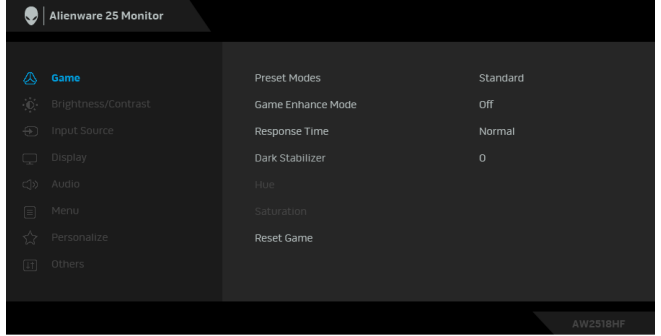 Alienware 25 Monitor
Game
Preset Modes Standard
Brightness/Contrast
Game Enhance Mode Off
Input Source
Response Time Normal
Display
Dark Stabilizer 0
Audio
Hue
Menu
Saturation
Personalize
Reset Game
Others
AW2518HF